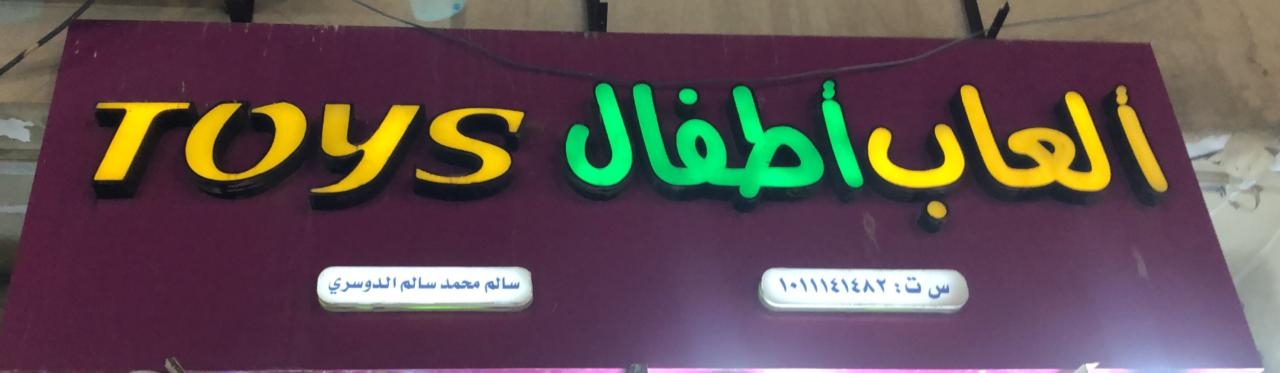 ألعاب أطفال TOYS
س ت: ١٠١١١٤١٤٨٢ سالم محمد سالم الدوسري